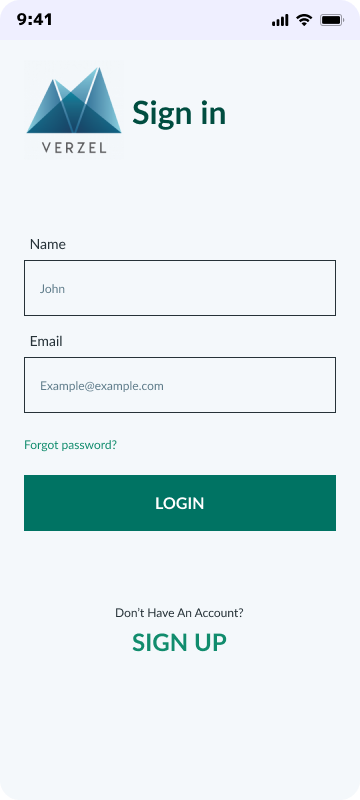 9:41
VERZEL
Sign in
Name
John
Email
Example@example.com
Forgot password?
LOGIN
Don't Have An Account?
SIGN UP